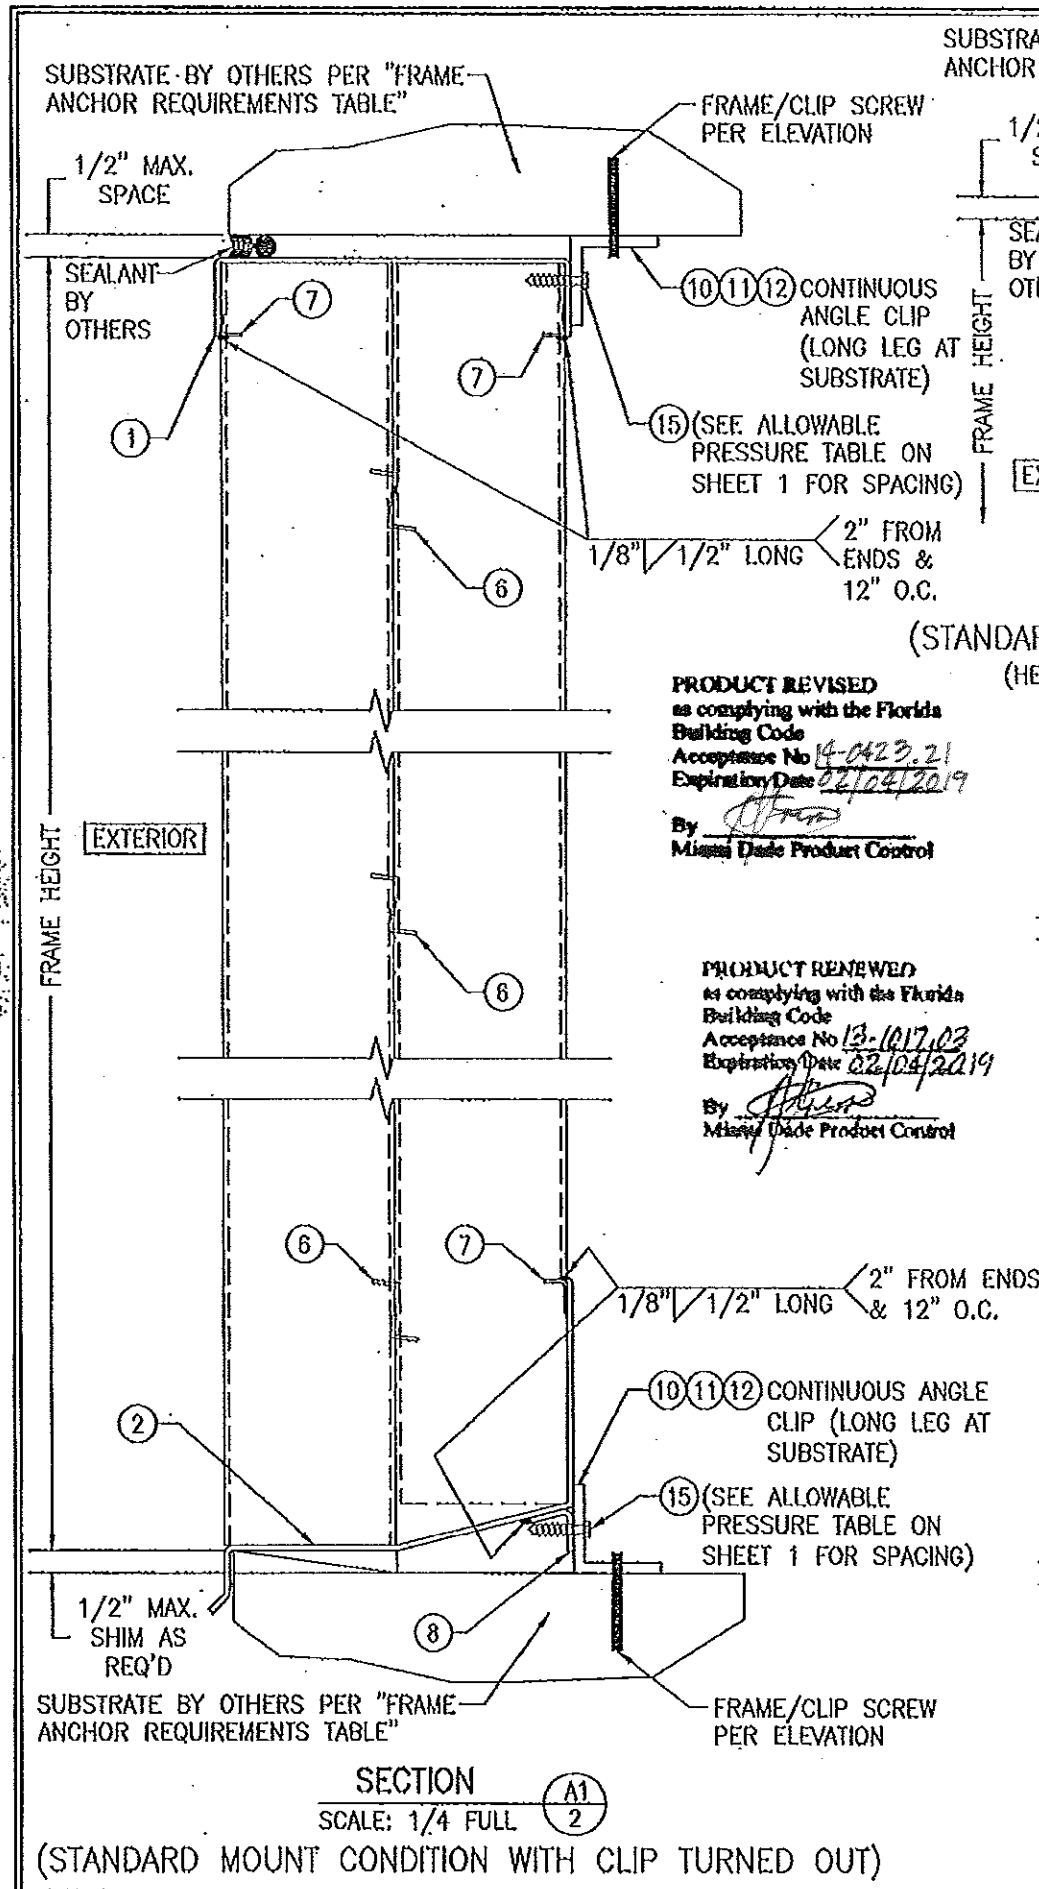 SUBSTRATE BY OTHERS PER "FRAME
ANCHOR REQUIREMENTS TABLE"
FRAME/CLIP SCREW
PER ELEVATION
ANCHOR
1/2" MAX.
SPACE
SEALANT
BY
OTHERS
7
7
1
10 11 12 CONTINUOUS
ANGLE CLIP
(LONG LEG AT
SUBSTRATE)
FRAME HEIGHT
BY
15 (SEE ALLOWABLE
PRESSURE TABLE ON
SHEET 1 FOR SPACING)
1/8" 1/2" LONG
2" FROM
ENDS &
12" O.C.
6
PRODUCT REVISED
as complying with the Florida
Building Code
Acceptance No 14-0423.21
Expiration Date 02/04/2019
By
Miami Dade Product Control
EXTERIOR
FRAME HEIGHT
6
PRODUCT RENEWED
as complying with the Florida
Building Code
Acceptance No 13-1017.03
Expiration Date 02/04/2019
By
Miami Dade Product Control
6
7
1/8" 1/2" LONG
2" FROM ENDS
& 12" O.C.
10 11 12 CONTINUOUS ANGLE
CLIP (LONG LEG AT
SUBSTRATE)
2
15 (SEE ALLOWABLE
PRESSURE TABLE ON
SHEET 1 FOR SPACING)
1/2" MAX.
SHIM AS
REQ'D
8
SUBSTRATE BY OTHERS PER "FRAME
ANCHOR REQUIREMENTS TABLE"
FRAME/CLIP SCREW
PER ELEVATION
SECTION A1
SCALE: 1/4 FULL 2
(STANDARD MOUNT CONDITION WITH CLIP TURNED OUT)